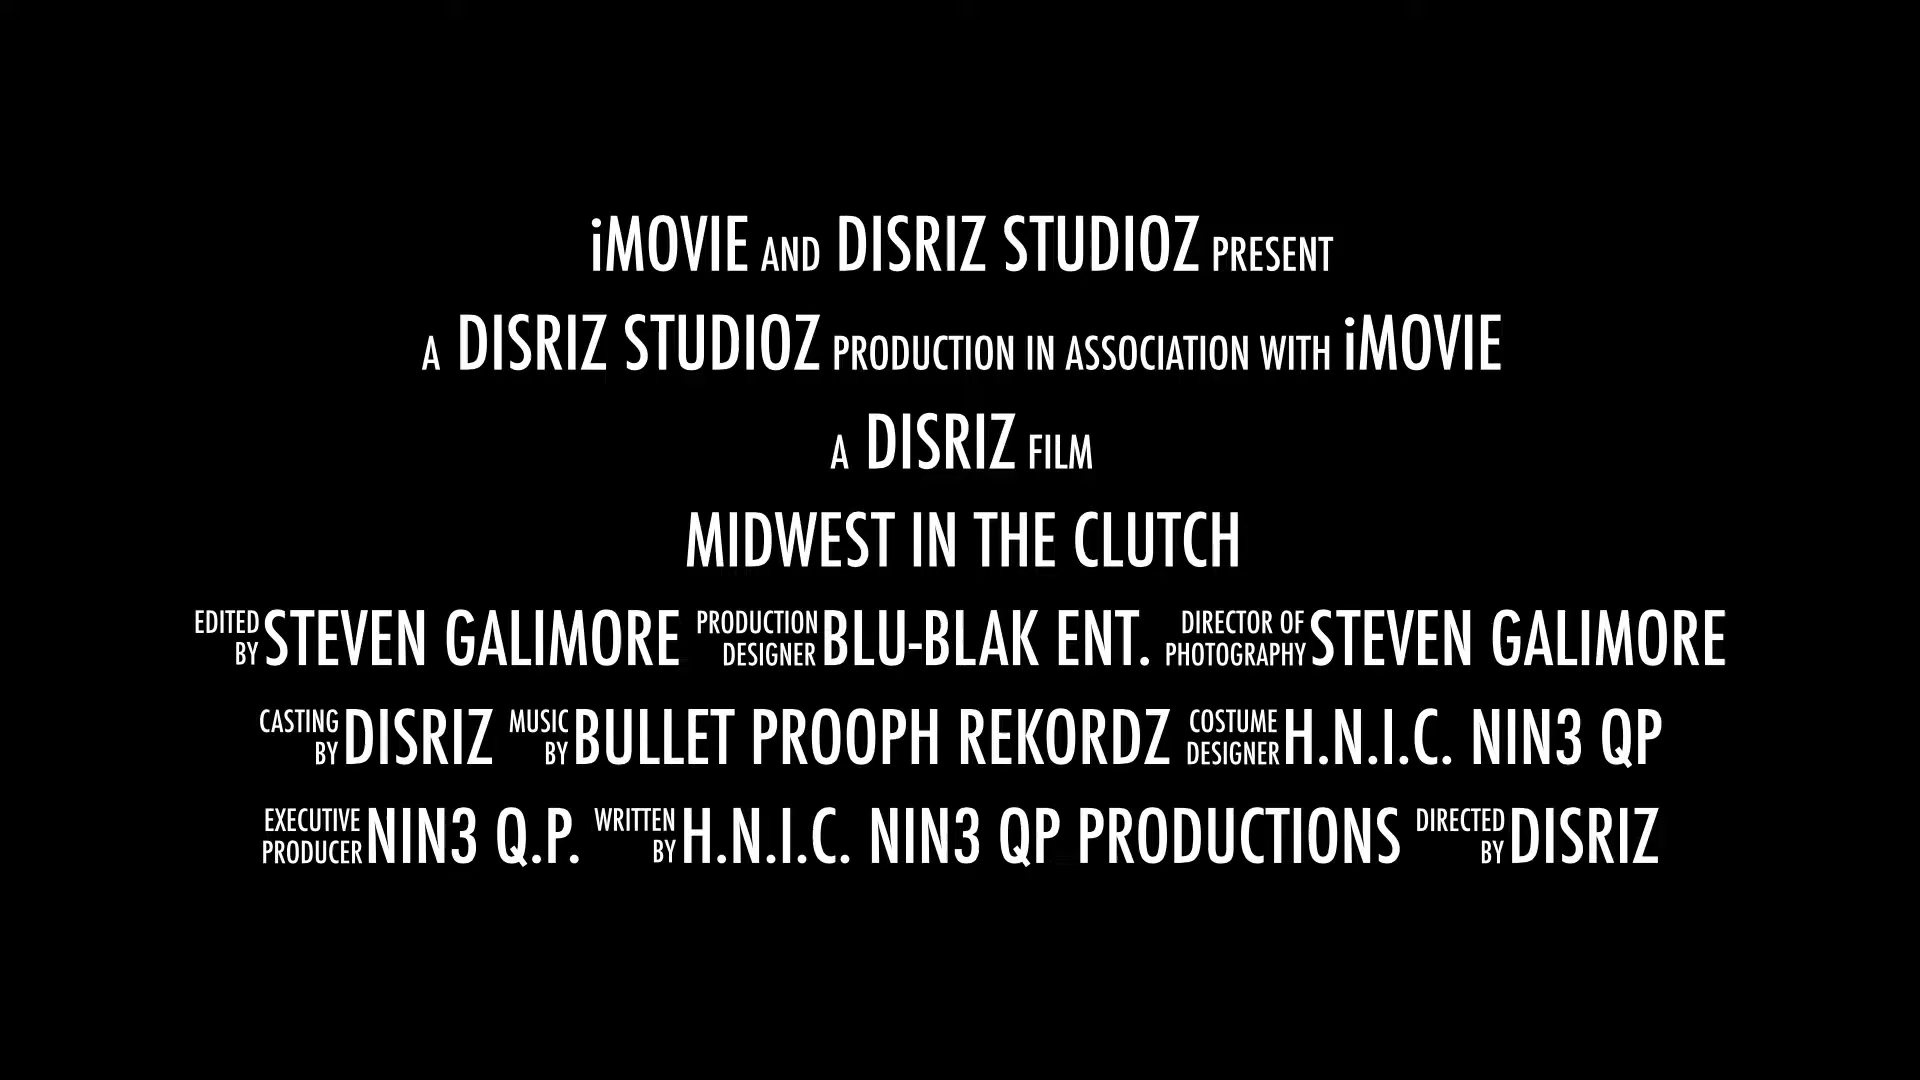 iMOVIE AND DISRIZ STUDIOZ PRESENT
A DISRIZ STUDIOZ PRODUCTION IN ASSOCIATION WITH iMOVIE
A DISRIZ FILM
MIDWEST IN THE CLUTCH
EDITED BY STEVEN GALIMORE PRODUCTION DESIGNER BLU-BLAK ENT. DIRECTOR OF PHOTOGRAPHY STEVEN GALIMORE
CASTING BY DISRIZ MUSIC BY BULLET PROOPH REKORDZ COSTUME DESIGNER H.N.I.C. NIN3 QP
EXECUTIVE PRODUCER NIN3 Q.P. WRITTEN BY H.N.I.C. NIN3 QP PRODUCTIONS DIRECTED BY DISRIZ